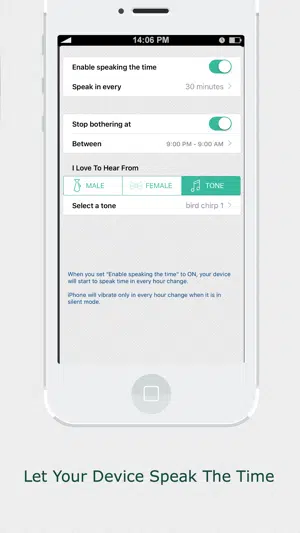 14:06 PM
Enable speaking the time
Speak in every 30 minutes >
Stop bothering at
Between 9:00 PM - 9:00 AM >
I Love To Hear From
MALE FEMALE TONE
Select a tone bird chirp 1 >
When you set "Enable speaking the time" to ON, your device
will start to speak time in every hour change.
iPhone will vibrate only in every hour change when it is in
silent mode.
Let Your Device Speak The Time